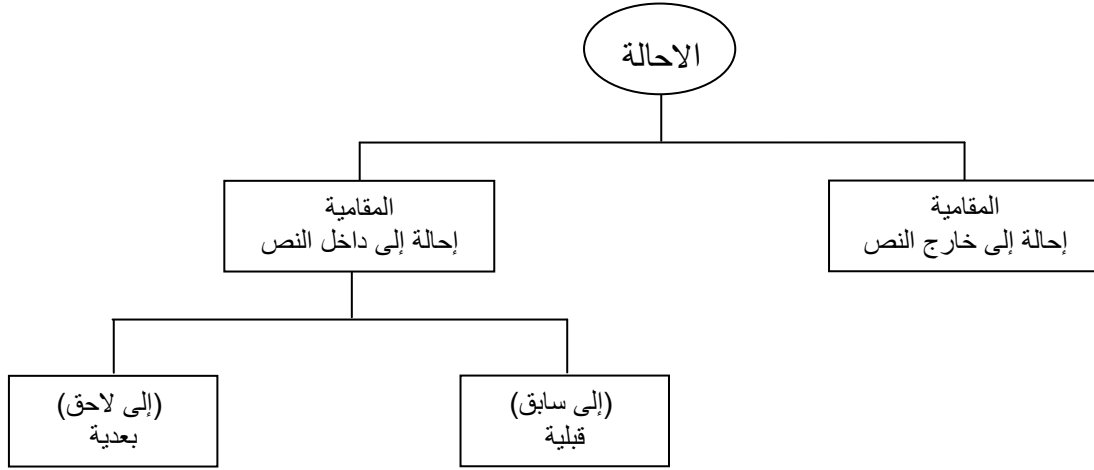 الاحالة
المقامية
إحالة إلى خارج النص
المقامية
إحالة إلى داخل النص
(إلى سابق)
قبلية
(إلى لاحق)
بعدية